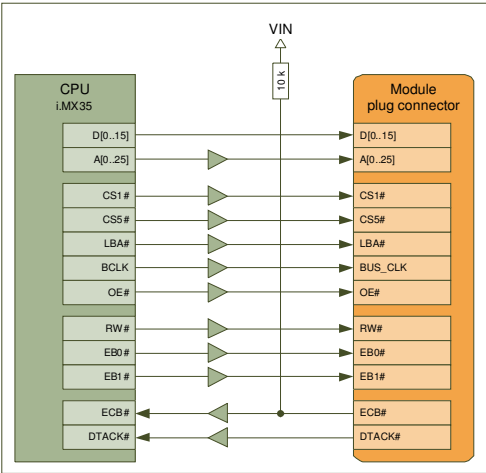 VIN
10 k
CPU
i.MX35
Module
plug connector
D[0..15]
D[0..15]
A[0..25]
A[0..25]
CS1#
CS1#
CS5#
CS5#
LBA#
LBA#
BCLK
BUS_CLK
OE#
OE#
RW#
RW#
EB0#
EB0#
EB1#
EB1#
ECB#
ECB#
DTACK#
DTACK#